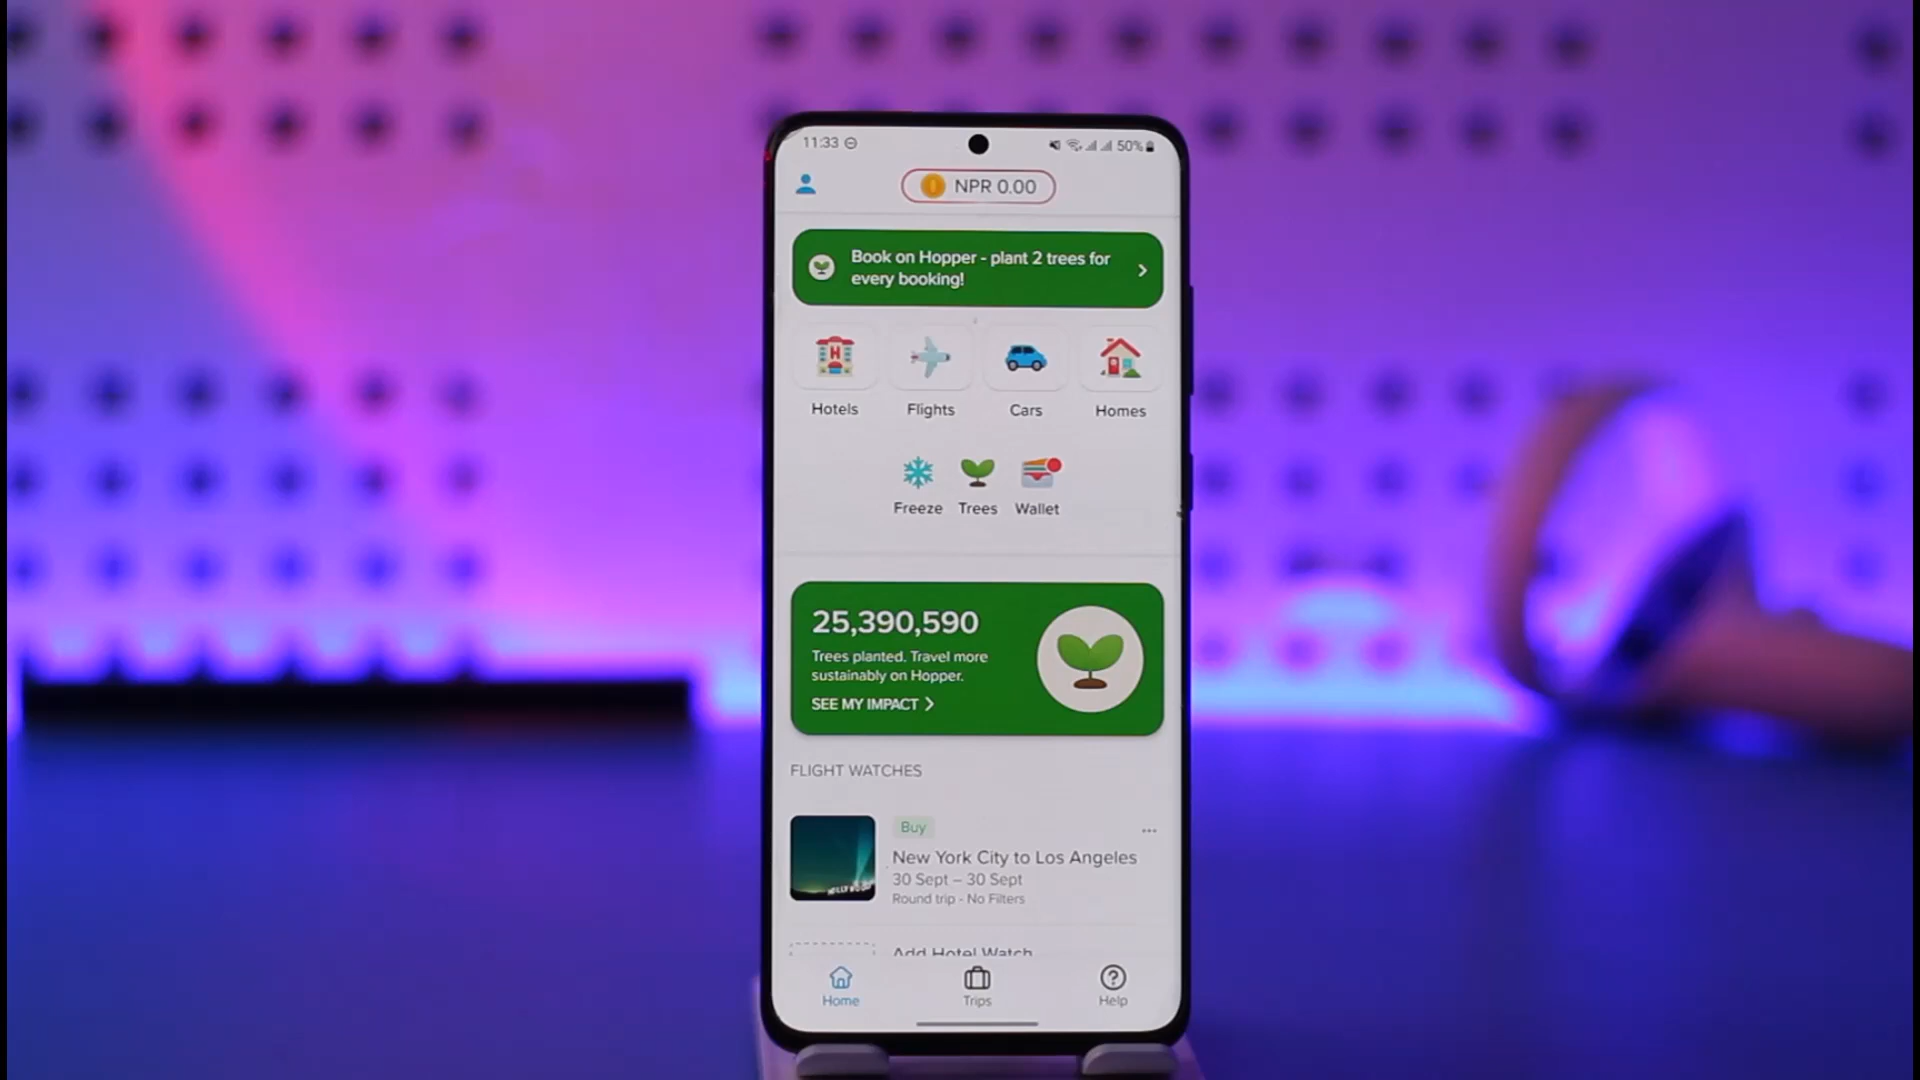 11:33
50%
NPR 0.00
Book on Hopper - plant 2 trees for
every booking!
Hotels
Flights
Cars
Homes
Freeze
Trees
Wallet
25,390,590
Trees planted. Travel more
sustainably on Hopper.
SEE MY IMPACT
FLIGHT WATCHES
Buy
New York City to Los Angeles
30 Sept – 30 Sept
Round trip - No Filters
HOLLYWOOD
Add Hotel Watch
Home
Trips
Help